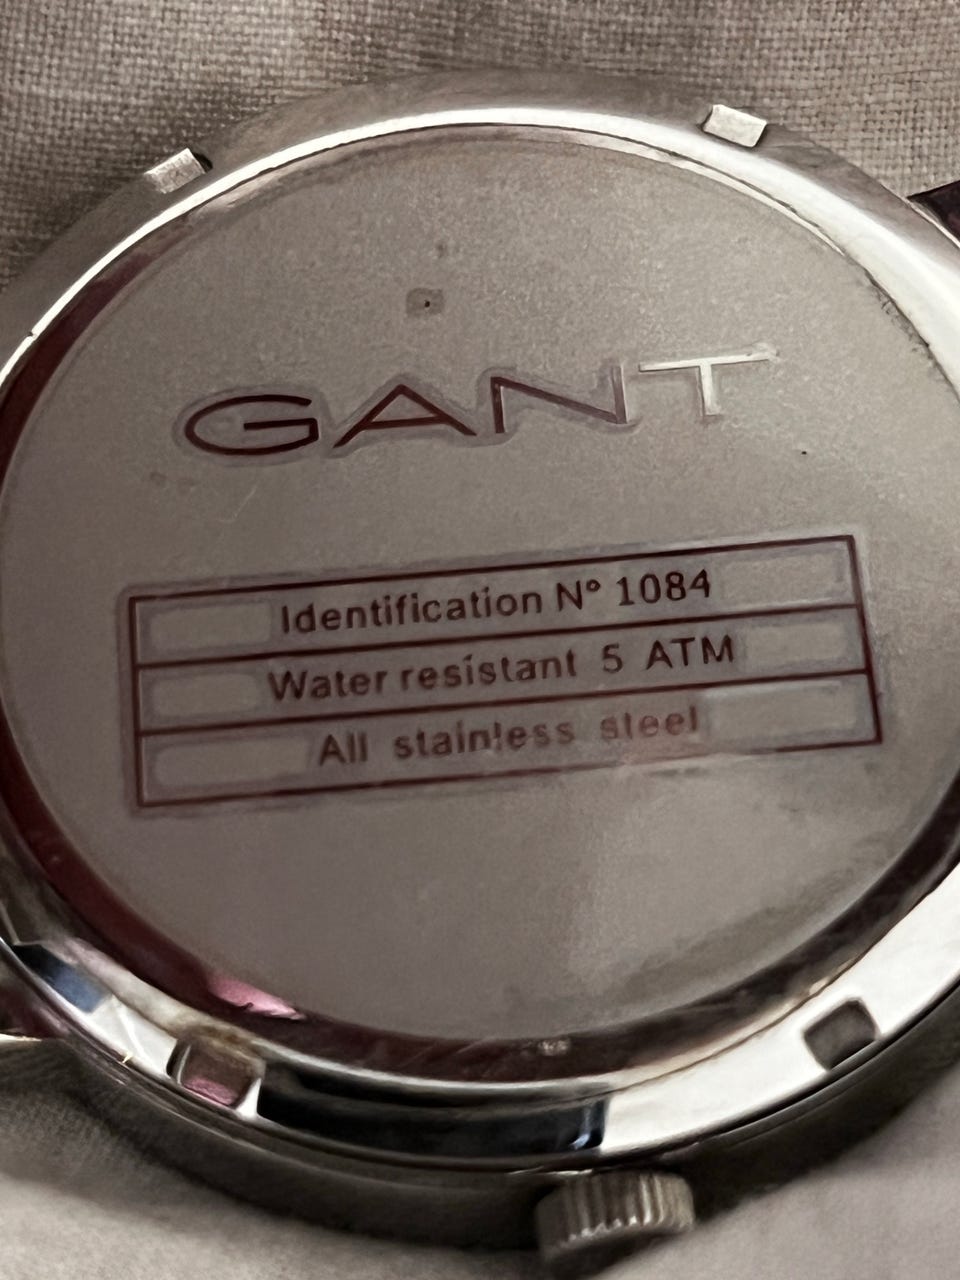 GANT
Identification N° 1084
Water resistant 5 ATM
All stainless steel